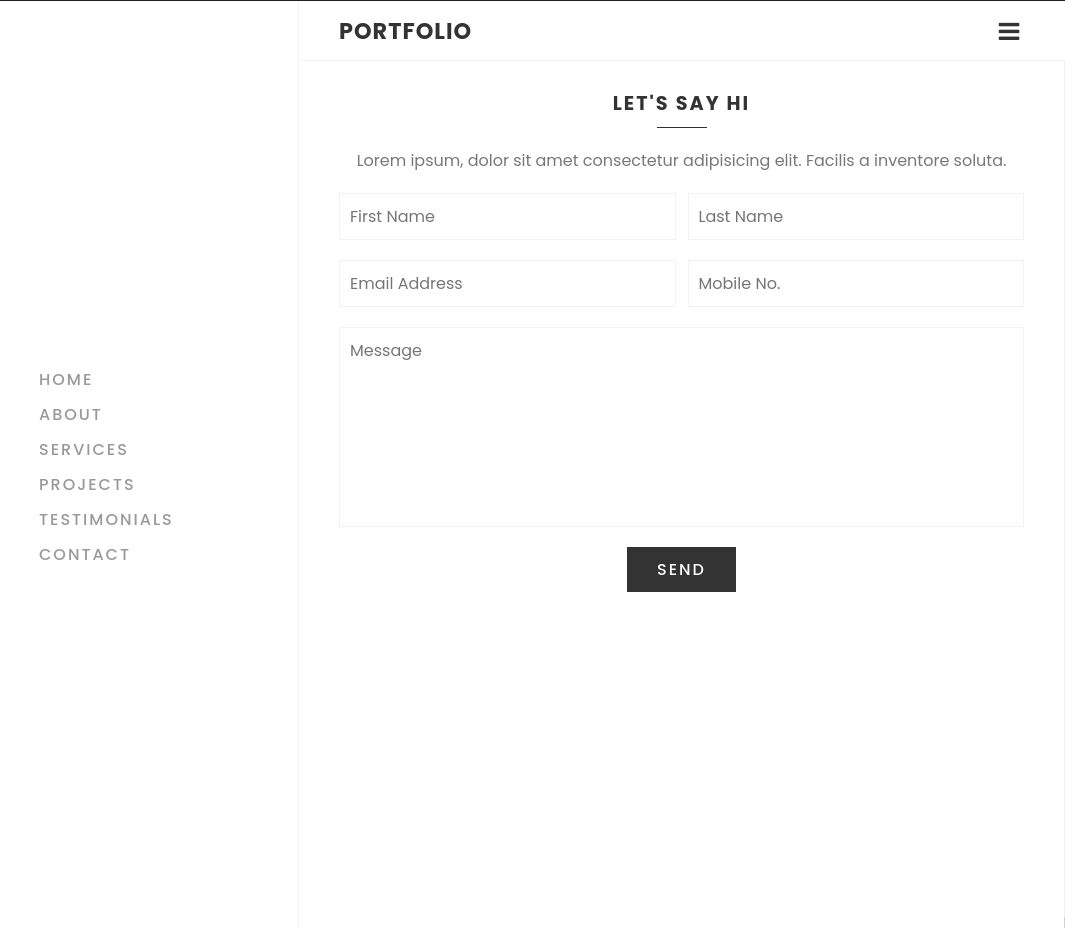 PORTFOLIO
HOME
ABOUT
SERVICES
PROJECTS
TESTIMONIALS
CONTACT
LET'S SAY HI
Lorem ipsum, dolor sit amet consectetur adipisicing elit. Facilis a inventore soluta.
First Name
Last Name
Email Address
Mobile No.
Message
SEND